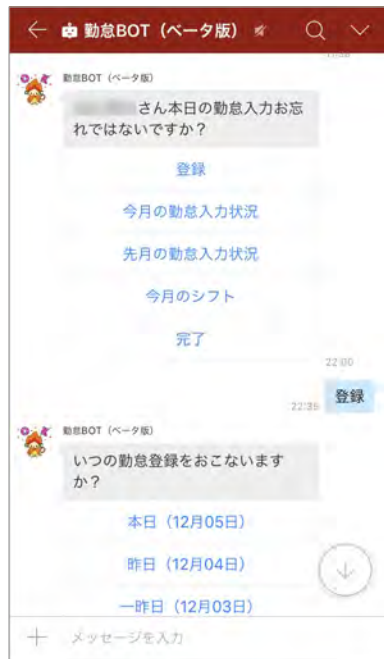 勤怠BOT（ベータ版）
勤怠BOT（ベータ版）
さん本日の勤怠入力お忘
れではないですか？
登録
今月の勤怠入力状況
先月の勤怠入力状況
今月のシフト
完了
22:00
登録
22:35
勤怠BOT（ベータ版）
いつの勤怠登録をおこないます
か？
本日（12月05日）
昨日（12月04日）
一昨日（12月03日）
メッセージを入力